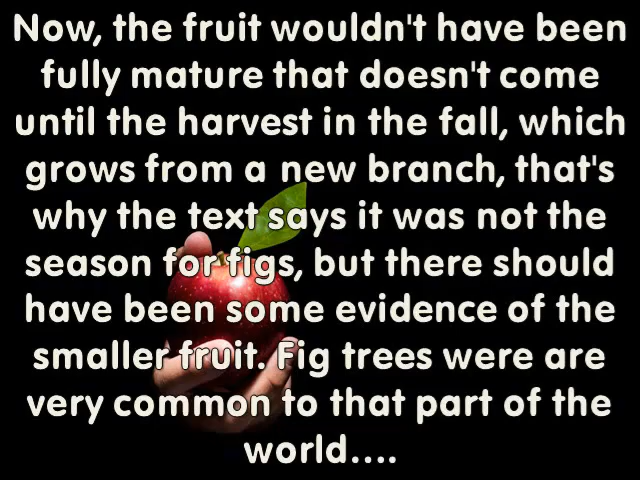 Now, the fruit wouldn't have been
fully mature that doesn't come
until the harvest in the fall, which
grows from a new branch, that's
why the text says it was not the
season for figs, but there should
have been some evidence of the
smaller fruit. Fig trees were are
very common to that part of the
world....